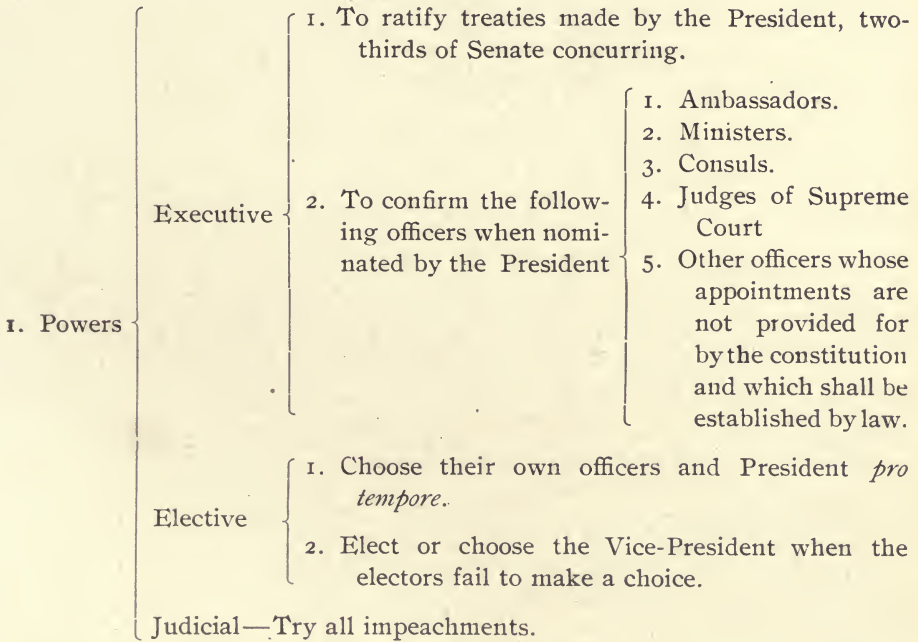 1. To ratify treaties made by the President, two-
thirds of Senate concurring.
1. Powers
Executive
2. To confirm the follow-
ing officers when nomi-
nated by the President
1. Ambassadors.
2. Ministers.
3. Consuls.
4. Judges of Supreme
Court
5. Other officers whose
appointments are
not provided for
by the constitution
and which shall be
established by law.
Elective
1. Choose their own officers and President pro
tempore.
2. Elect or choose the Vice-President when the
electors fail to make a choice.
Judicial—Try all impeachments.